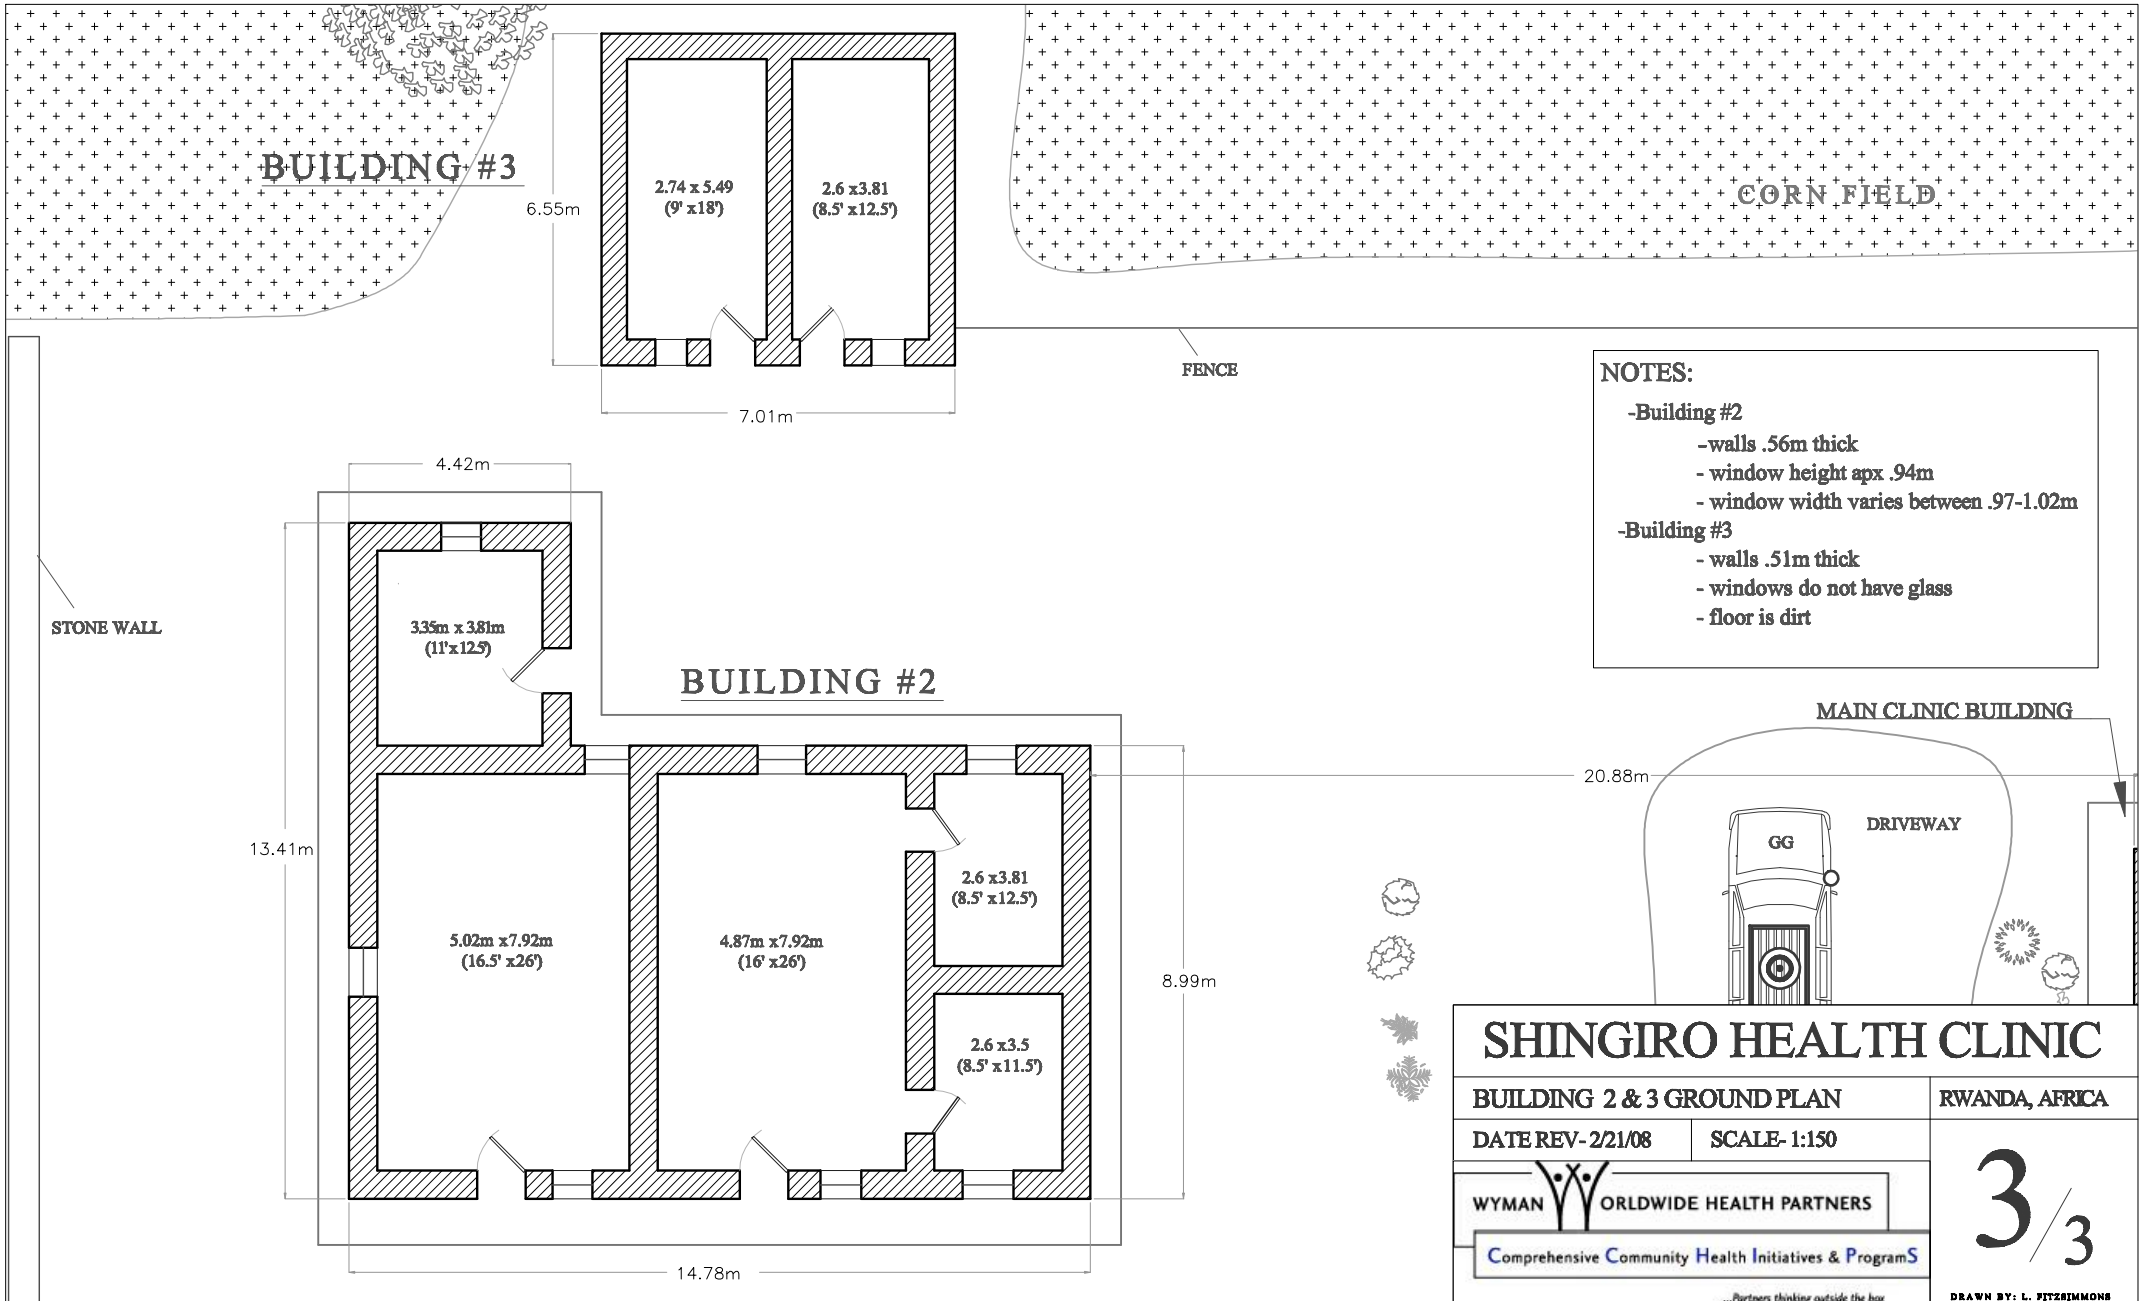 BUILDING #3
2.74 x 5.49
(9' x18')
2.6 x3.81
(8.5' x12.5')
6.55m
7.01m
CORN FIELD
FENCE
NOTES:
-Building #2
-walls .56m thick
- window height apx .94m
- window width varies between .97-1.02m
-Building #3
- walls .51m thick
- windows do not have glass
- floor is dirt
4.42m
STONE WALL
3.35m x 3.81m
(11'x12.5')
BUILDING #2
MAIN CLINIC BUILDING
20.88m
DRIVEWAY
GG
13.41m
2.6 x3.81
(8.5' x12.5')
5.02m x7.92m
(16.5' x26')
4.87m x7.92m
(16' x26')
8.99m
2.6 x3.5
(8.5' x11.5')
14.78m
SHINGIRO HEALTH CLINIC
BUILDING 2 & 3 GROUND PLAN
RWANDA, AFRICA
DATE REV- 2/21/08
SCALE- 1:150
3/3
WYMAN WORLDWIDE HEALTH PARTNERS
Comprehensive Community Health Initiatives & ProgramS
...Partners thinking outside the box
DRAWN BY: L. FITZSIMMONS